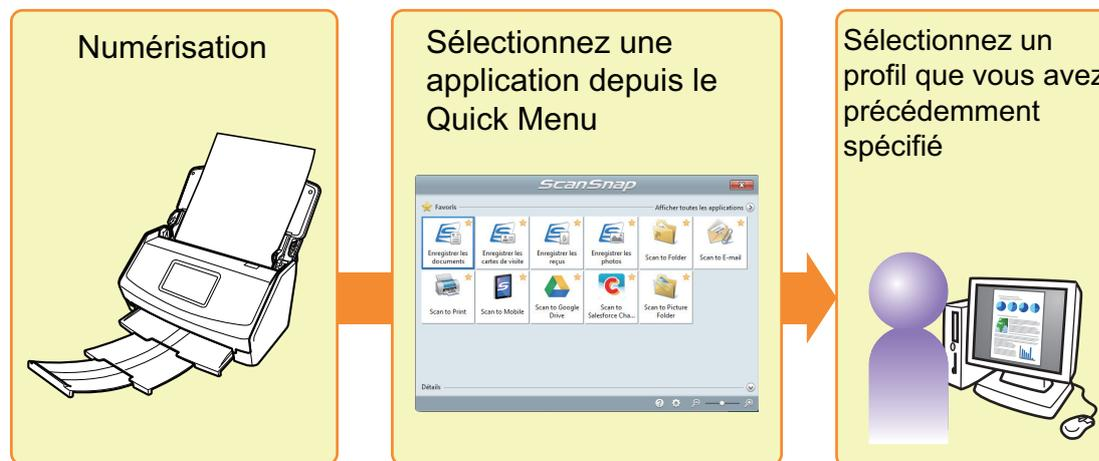 Numérisation
Sélectionnez une
application depuis le
Quick Menu
ScanSnap
Favoris
Afficher toutes les applications
Enregistrer les
documents
Enregistrer les
cartes de visite
Enregistrer les
reçus
Enregistrer les
photos
Scan to Folder
Scan to E-mail
Scan to Print
Scan to Mobile
Scan to Google
Drive
Scan to
Salesforce Cha...
Scan to Picture
Folder
Détails
Sélectionnez un
profil que vous avez
précédemment
spécifié